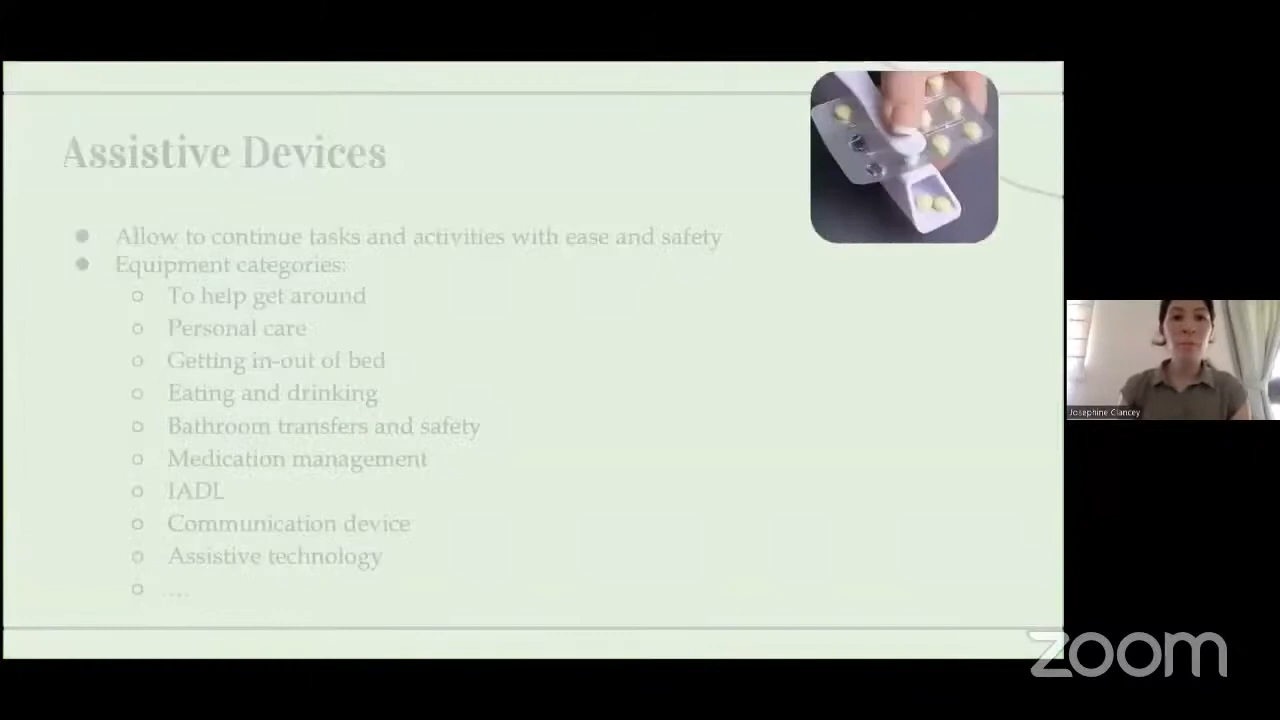 Assistive Devices
● Allow to continue tasks and activities with ease and safety
● Equipment categories:
○ To help get around
○ Personal care
○ Getting in-out of bed
○ Eating and drinking
○ Bathroom transfers and safety
○ Medication management
○ IADL
○ Communication device
○ Assistive technology
○ ....
Josephine Clancey
zoom